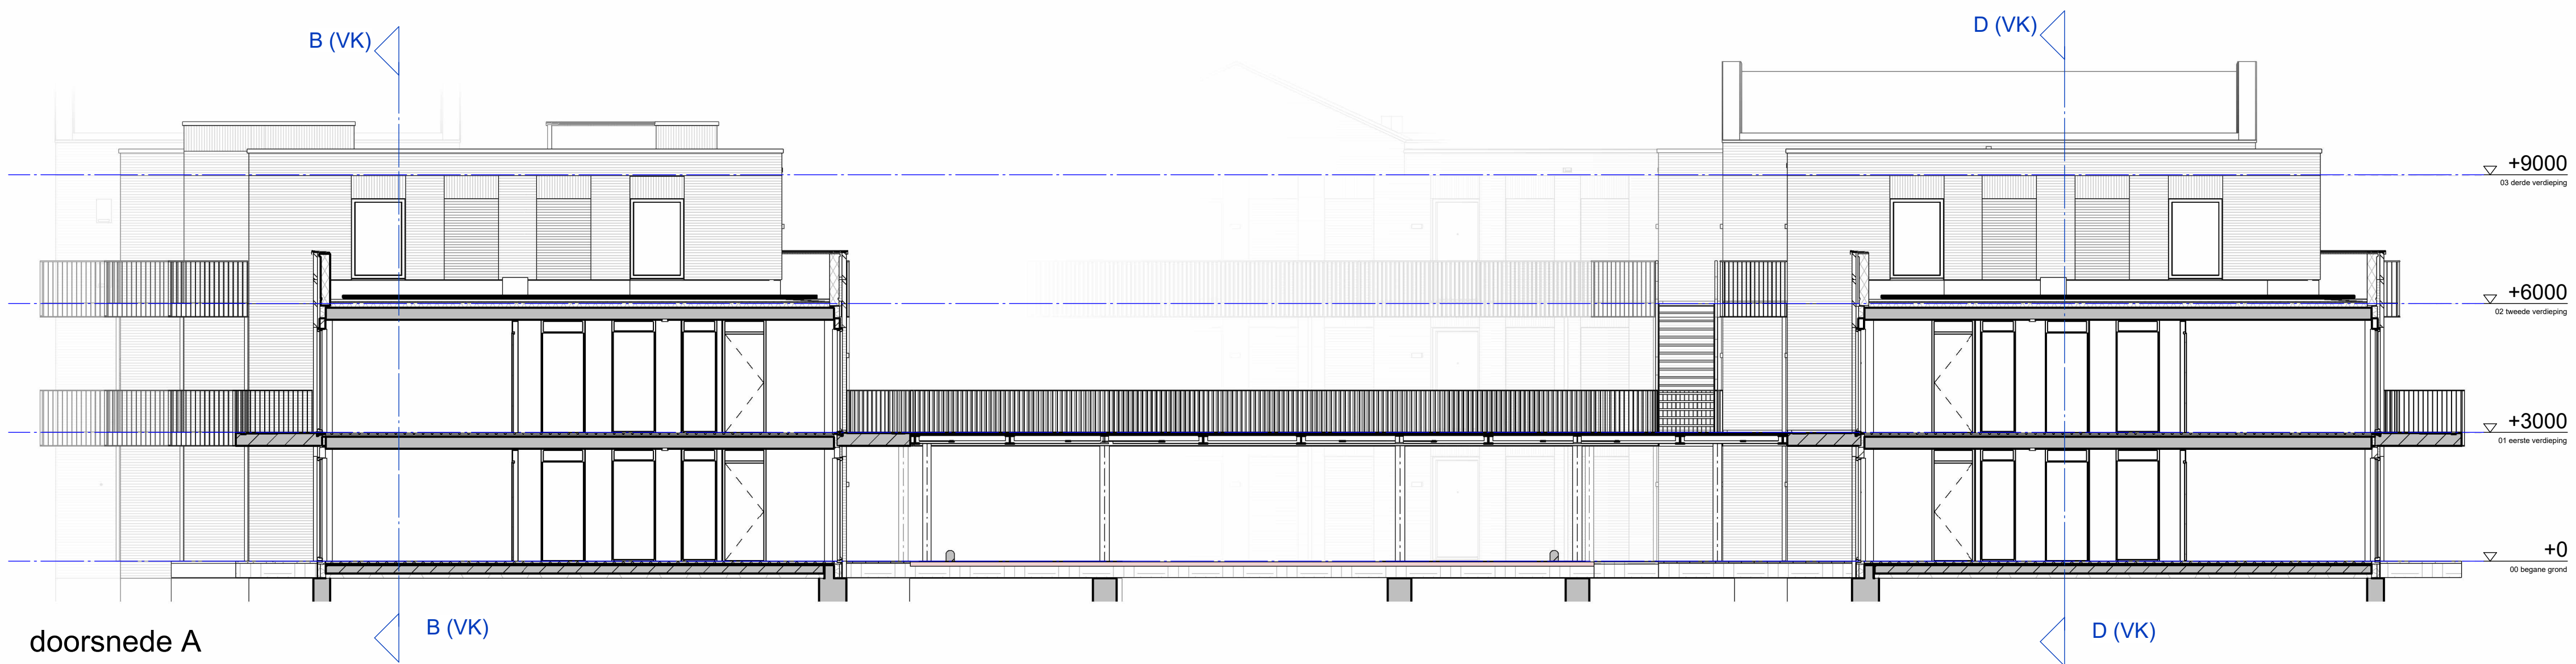 B (VK)
D (VK)
+9000
03 derde verdieping
+6000
02 tweede verdieping
+3000
01 eerste verdieping
+0
00 begane grond
B (VK)
D (VK)
doorsnede A